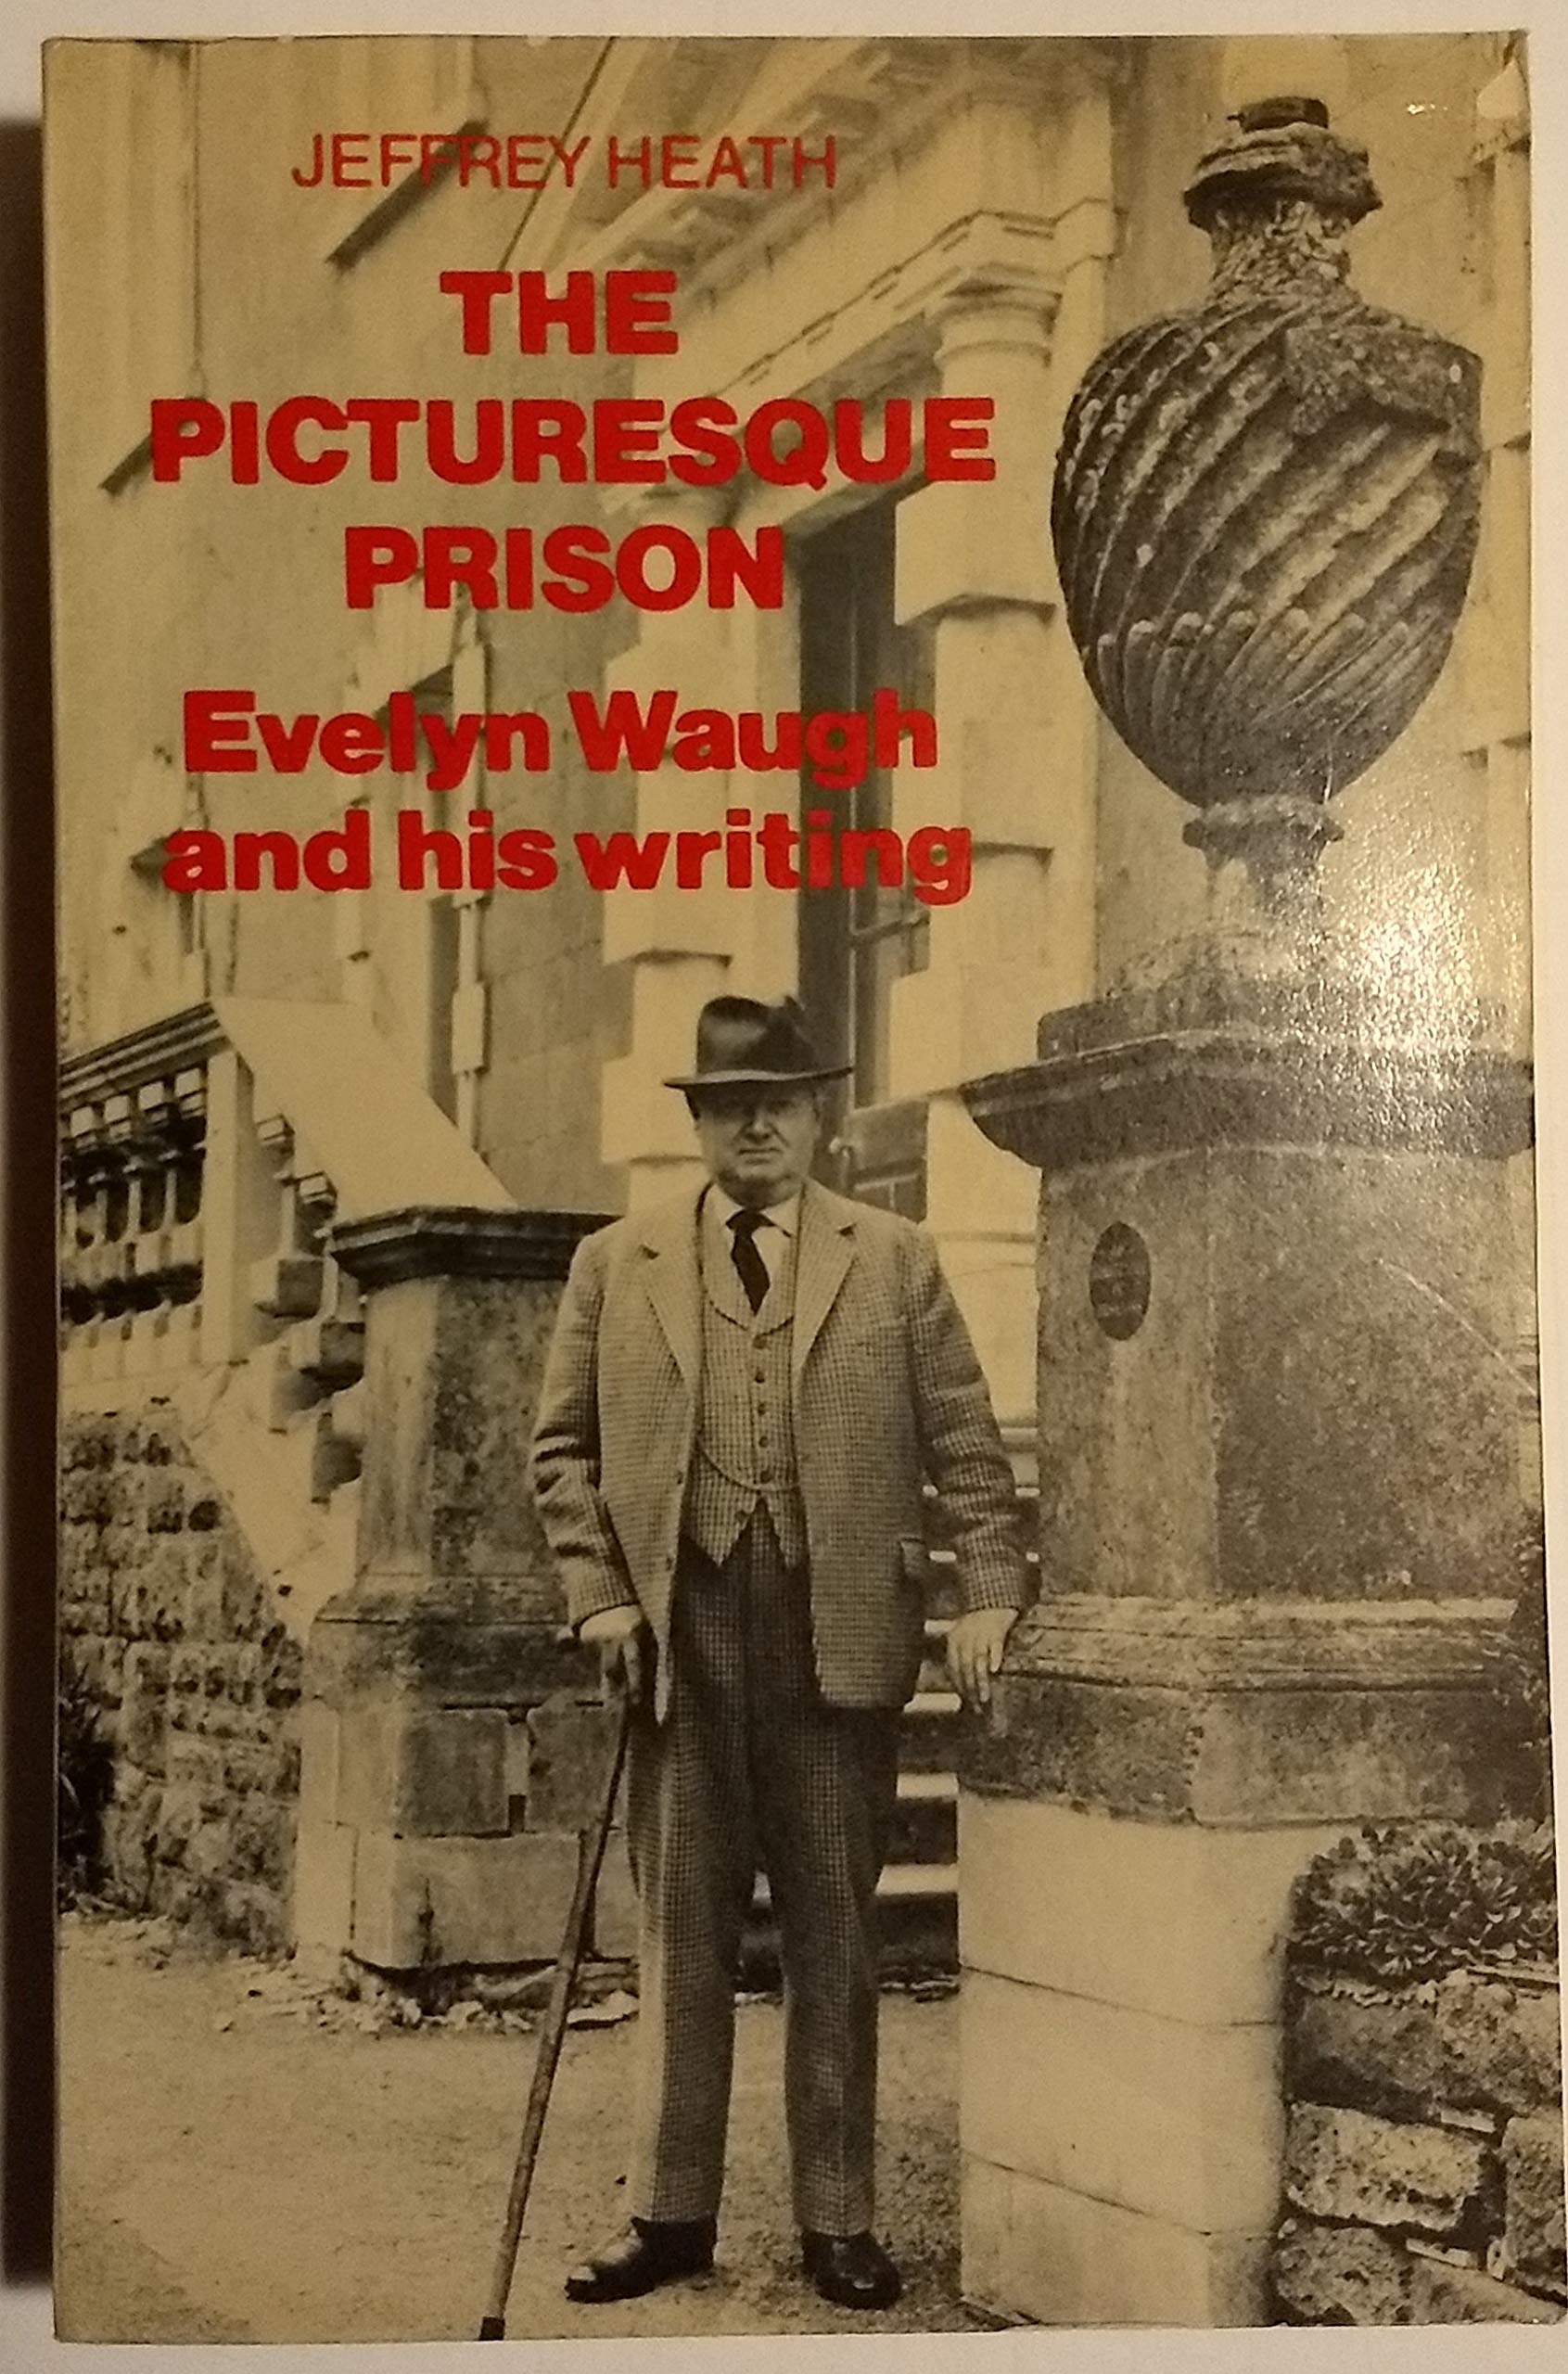 JEFFREY HEATH
THE
PICTURESQUE
PRISON
Evelyn Waugh
and his writing